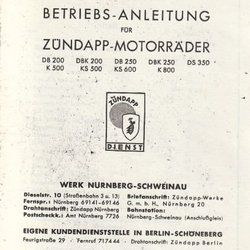 BETRIEBS-ANLEITUNG
FÜR
ZÜNDAPP-MOTORRÄDER
DB 200 DBK 200 DB 250 DBK 250 DS 350
K 500 KS 500 KS 600 K 800
ZÜNDAPP
DIENST
WERK NÜRNBERG-SCHWEINAU
Dieselstr. 10 (Straßenbahn 3 u. 13) Briefanschrift: Zündapp-Werke
Fernspr.: Nürnberg 69141—69146 G. m. b. H., Nürnberg 20
Drahtanschrift: Zündapp Nürnberg Bahnstation:
Postscheckk.: Amt Nürnberg 7726 Nürnberg-Schweinau (Anschlußgleis)
EIGENE KUNDENDIENSTSTELLE IN BERLIN-SCHÖNEBERG
Feurigstraße 29 / Fernruf 717444 / Drahtanschrift: Zündapp Berlin